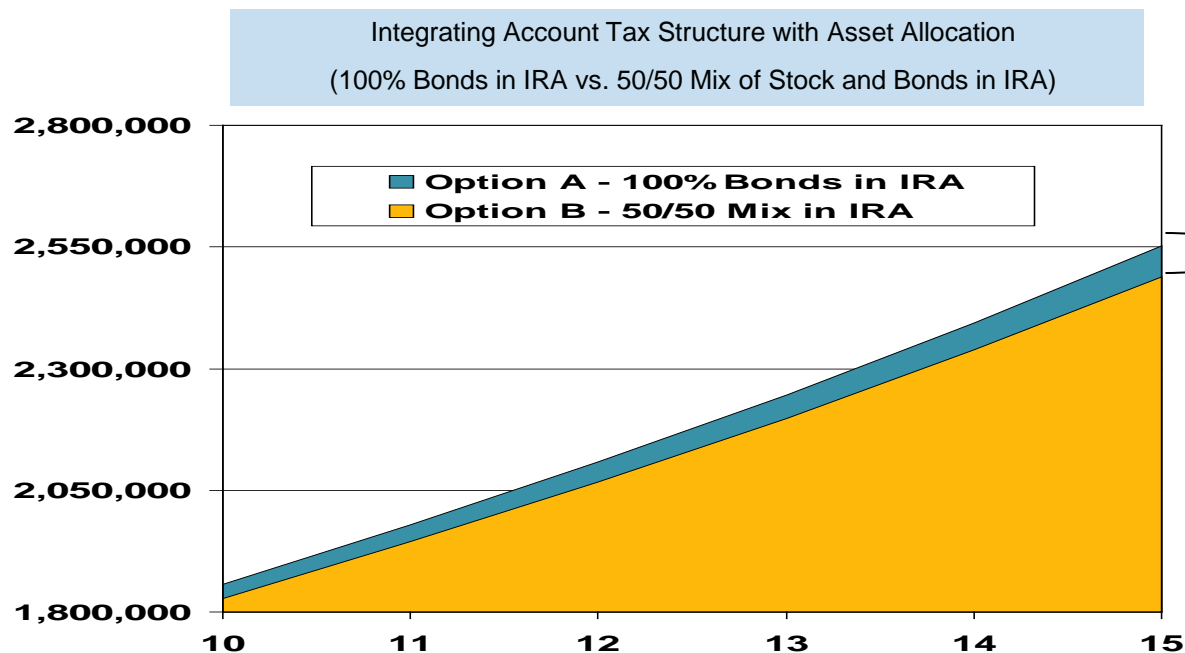 Integrating Account Tax Structure with Asset Allocation
(100% Bonds in IRA vs. 50/50 Mix of Stock and Bonds in IRA)
2,800,000
Option A - 100% Bonds in IRA
Option B - 50/50 Mix in IRA
2,550,000
2,300,000
2,050,000
1,800,000
10 11 12 13 14 15